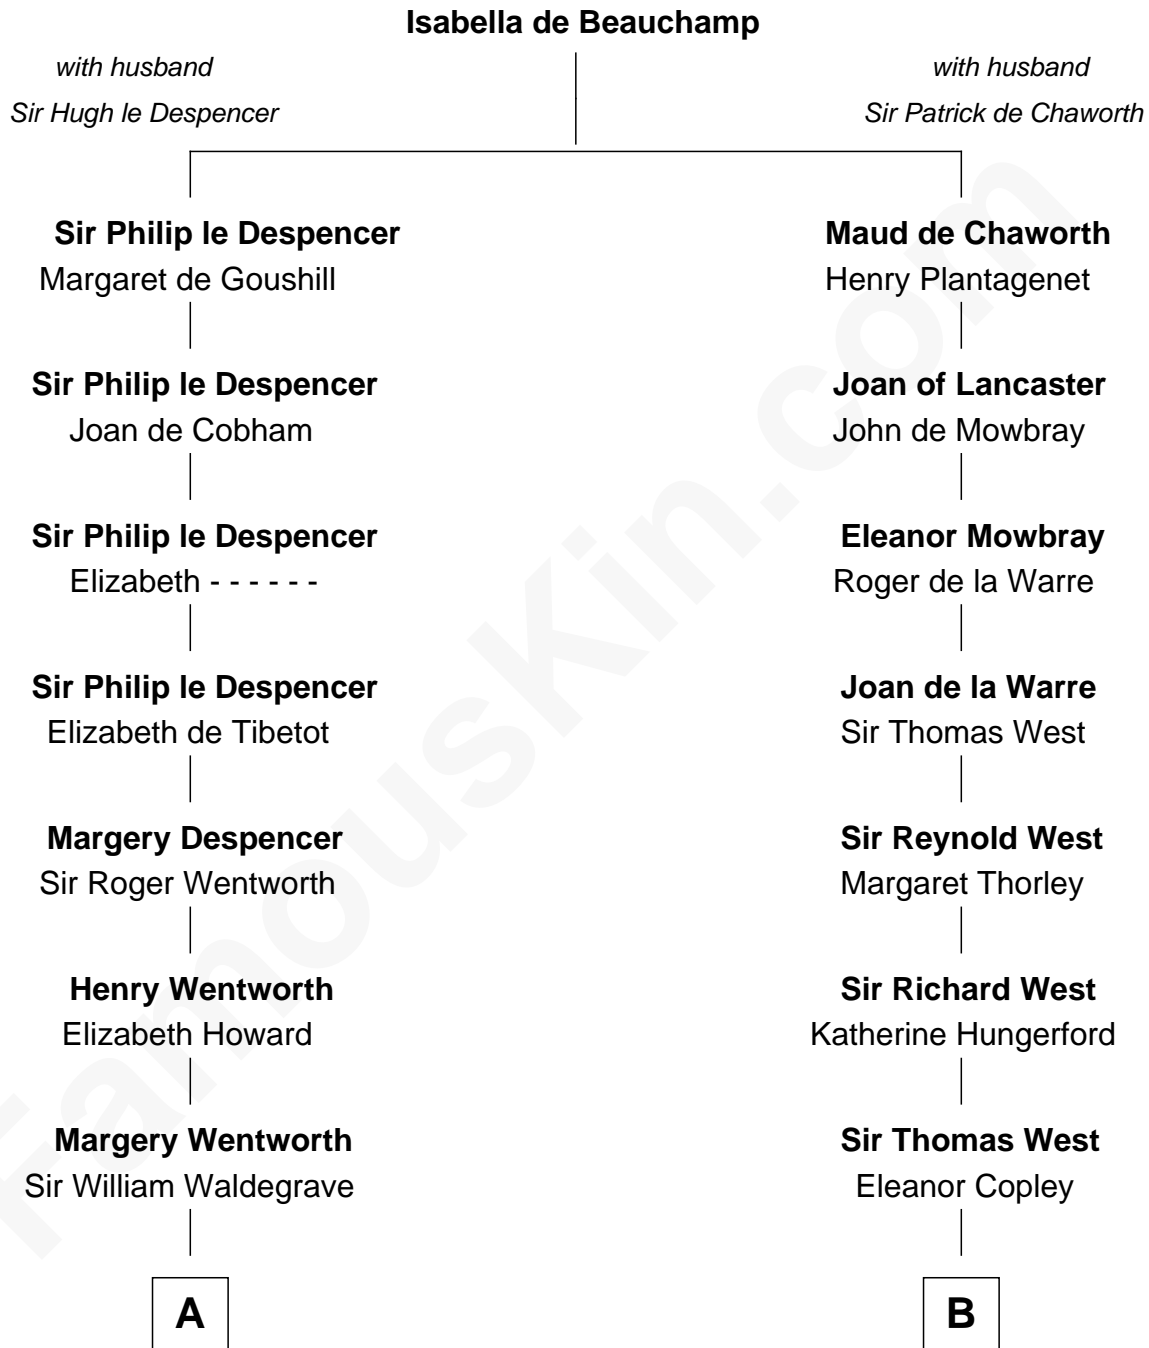 Isabella de Beauchamp
with husband
Sir Hugh le Despencer
with husband
Sir Patrick de Chaworth
Sir Philip le Despencer
Margaret de Goushill
Maud de Chaworth
Henry Plantagenet
Sir Philip le Despencer
Joan de Cobham
Joan of Lancaster
John de Mowbray
Sir Philip le Despencer
Elizabeth - - - - - -
Eleanor Mowbray
Roger de la Warre
Sir Philip le Despencer
Elizabeth de Tibetot
Joan de la Warre
Sir Thomas West
Margery Despencer
Sir Roger Wentworth
Sir Reynold West
Margaret Thorley
Henry Wentworth
Elizabeth Howard
Sir Richard West
Katherine Hungerford
Margery Wentworth
Sir William Waldegrave
Sir Thomas West
Eleanor Copley
A
B
FamousKin.com